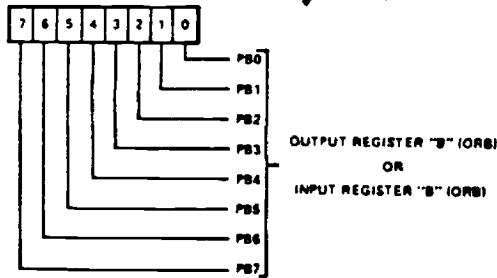 7 6 5 4 3 2 1 0
PB0
PB1
PB2
PB3
OUTPUT REGISTER "B" (ORB)
OR
PB4
INPUT REGISTER "B" (ORB)
PB5
PB6
PB7